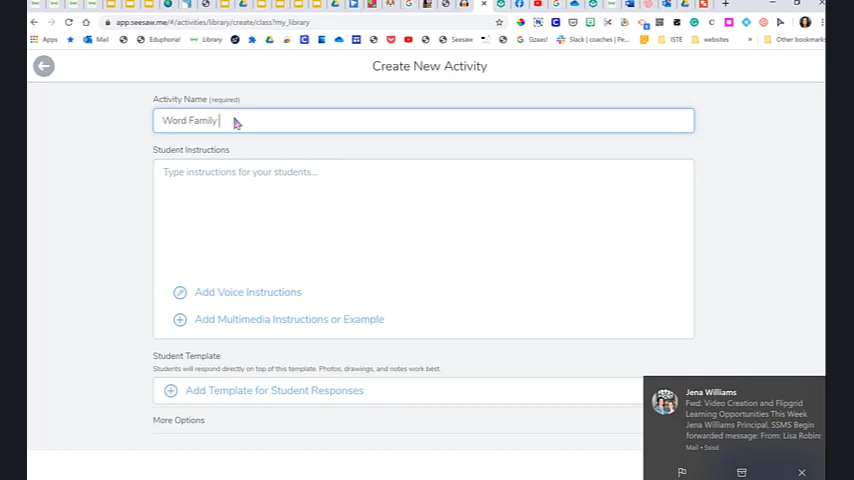 app.seesaw.me/#/activities/library/create/class?my_library
Apps
Mail
Eduphoria!
Library
Seesaw
Gzaas!
Slack | coaches | Pe...
ISTE
websites
»
Other bookmarks
Create New Activity
Activity Name (required)
Word Family
Student Instructions
Type instructions for your students...
Add Voice Instructions
Add Multimedia Instructions or Example
Student Template
Students will respond directly on top of this template. Photos, drawings, and notes work best.
Add Template for Student Responses
More Options
Jena Williams
Fwd: Video Creation and Flipgrid
Learning Opportunities This Week
Jena Williams Principal, SSMS Begin
forwarded message: From: Lisa Robin
Mail • Ssisd